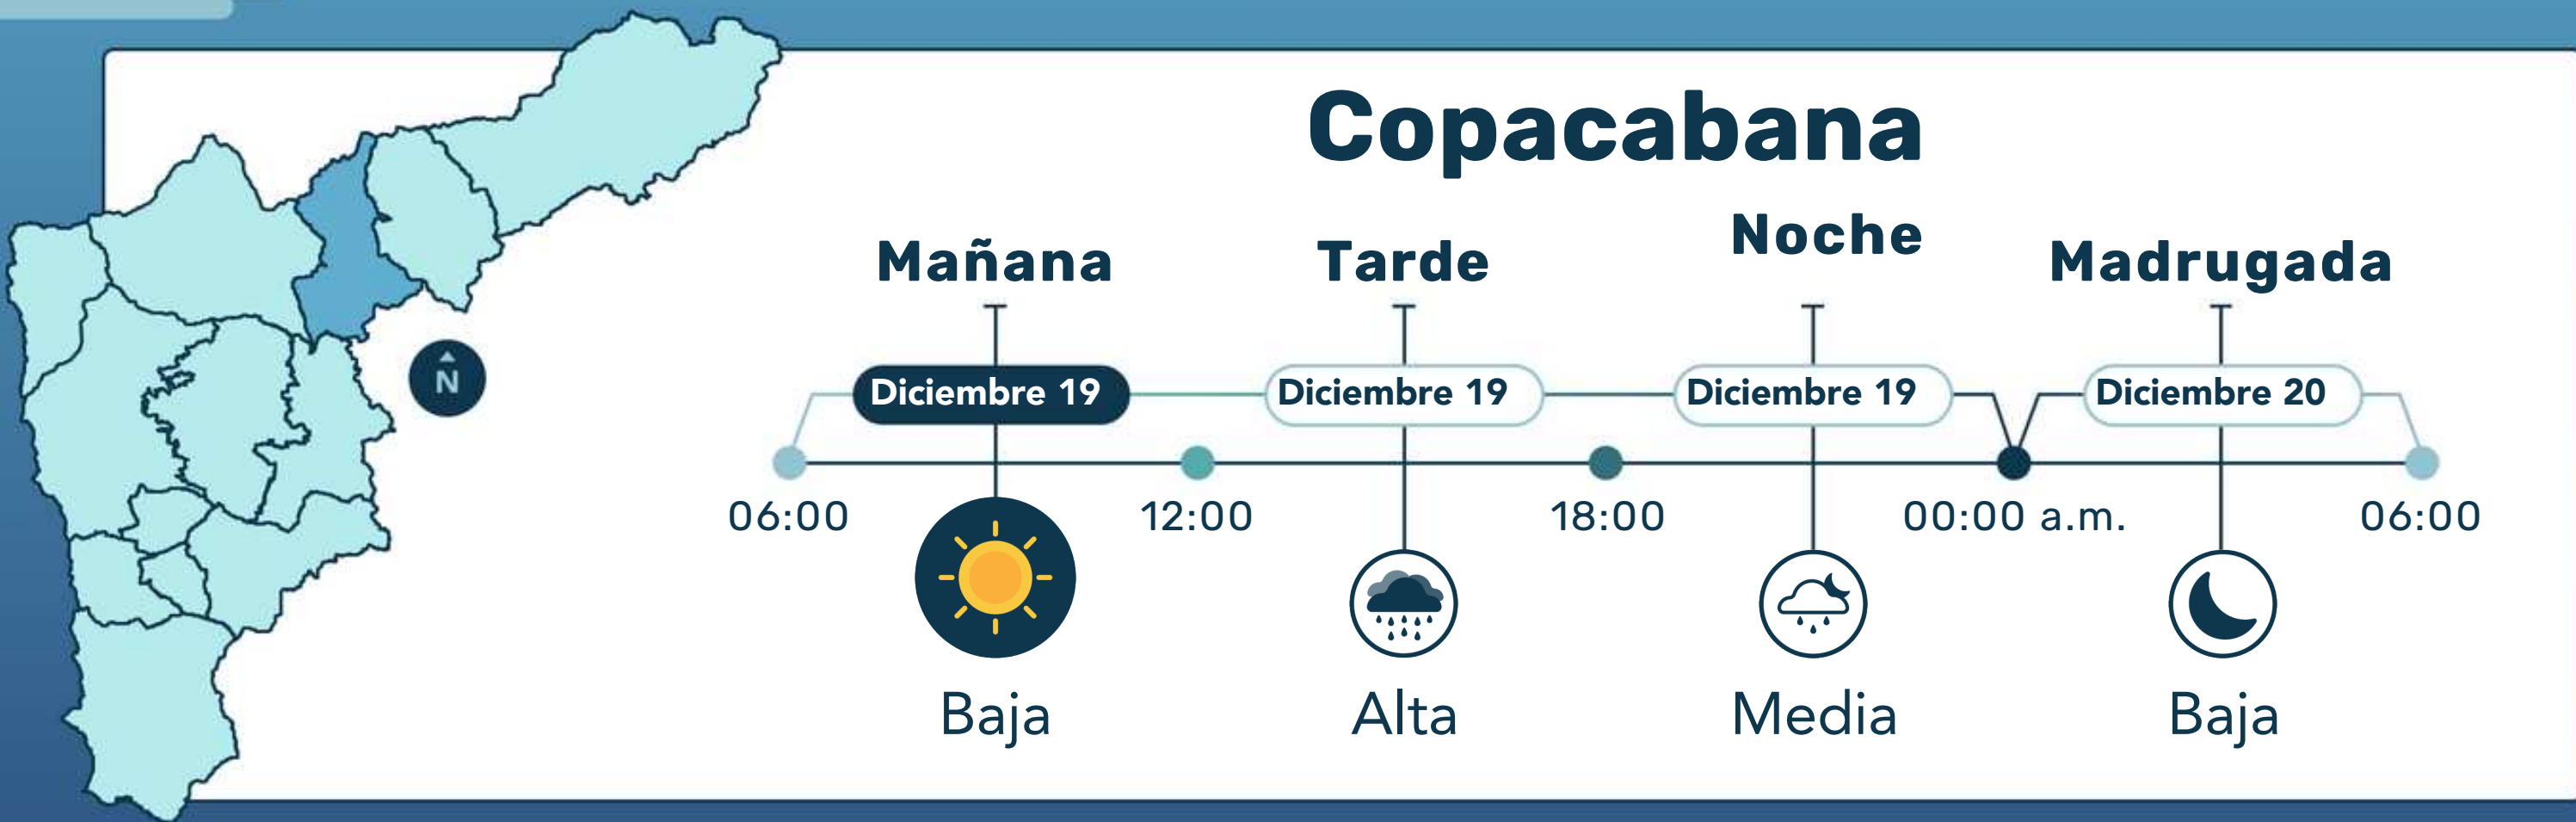 Copacabana
Mañana
Tarde
Noche
Madrugada
Diciembre 19
Diciembre 19
Diciembre 19
Diciembre 20
N
06:00
12:00
18:00
00:00 a.m.
06:00
Baja
Alta
Media
Baja